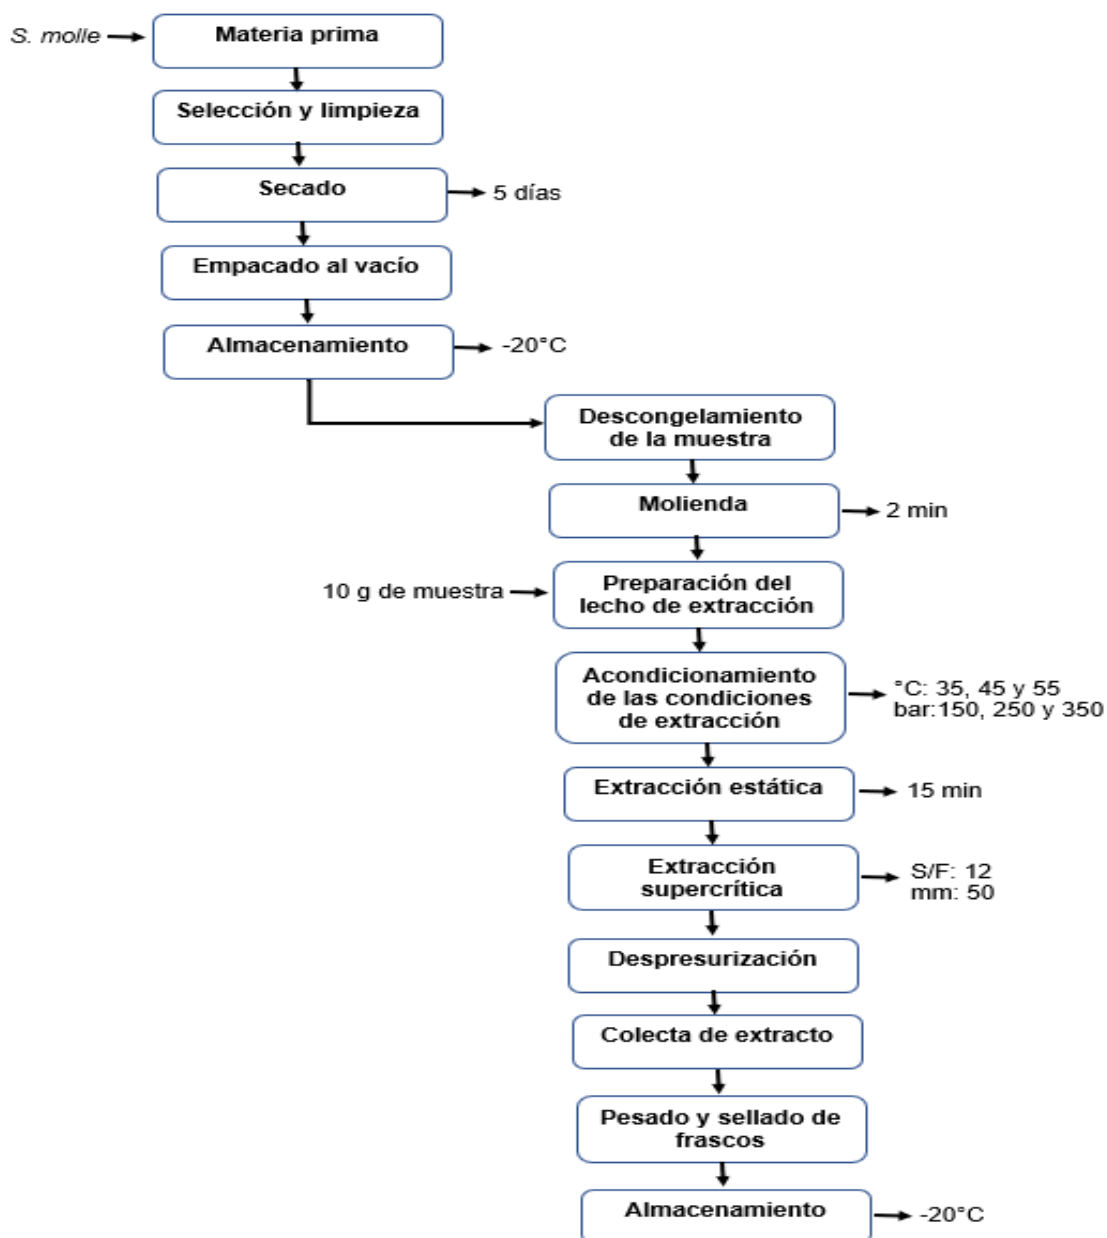 S. molle
Materia prima
Selección y limpieza
Secado
5 días
Empacado al vacío
Almacenamiento
-20°C
Descongelamiento
de la muestra
Molienda
2 min
10 g de muestra
Preparación del
lecho de extracción
Acondicionamiento
de las condiciones
de extracción
°C: 35, 45 y 55
bar:150, 250 y 350
Extracción estática
15 min
Extracción
supercrítica
S/F: 12
mm: 50
Despresurización
Colecta de extracto
Pesado y sellado de
frascos
Almacenamiento
-20°C